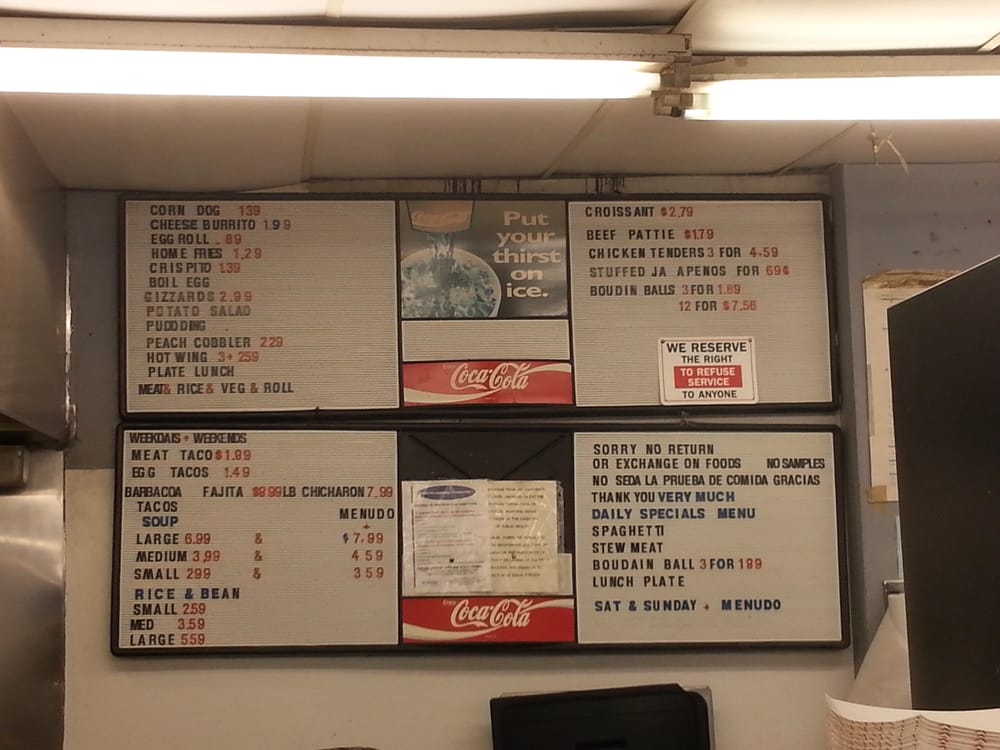 CORN DOG 139
CHEESE BURRITO 1.99
EGG ROLL .89
HOME FRIES 1,29
CRISPITO 1.39
BOIL EGG
GIZZARDS 2.99
POTATO SALAD
PUDDDING
PEACH COBBLER 229
HOT WING 3+259
PLATE LUNCH
MEAT& RICE& VEG & ROLL
Put
your
thirst
on
ice.
Coca-Cola
CROISSANT $2,79
BEEF PATTIE $1.79
CHICKEN TENDERS 3 FOR 4.59
STUFFED JA APENOS FOR 69¢
BOUDIN BALLS 3 FOR 1.89
12 FOR $7.56
WE RESERVE
THE RIGHT
TO REFUSE
SERVICE
TO ANYONE
WEEKDAIS + WEEKENDS
MEAT TACO $1.89
EGG TACOS 1.49
BARBACOA FAJITA $899LB CHICHARON 7,99
TACOS
SOUP MENUDO
LARGE 6.99 & $7.99
MEDIUM 3,99 & 4 59
SMALL 299 & 3 59
RICE & BEAN
SMALL 259
MED 3.59
LARGE 559
Coca-Cola
SORRY NO RETURN
OR EXCHANGE ON FOODS NO SAMPLES
NO SEDA LA PRUEBA DE COMIDA GRACIAS
THANK YOU VERY MUCH
DAILY SPECIALS MENU
SPAGHETTI
STEW MEAT
BOUDAIN BALL 3 FOR 189
LUNCH PLATE
SAT & SUNDAY + MENUDO